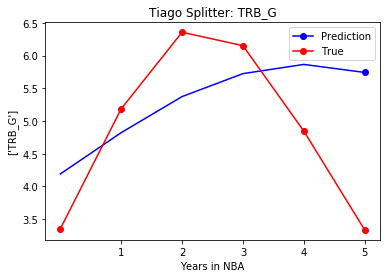 Tiago Splitter: TRB_G
Prediction
True
6.5
6.0
5.5
5.0
4.5
4.0
3.5
['TRB_G']
1 2 3 4 5
Years in NBA